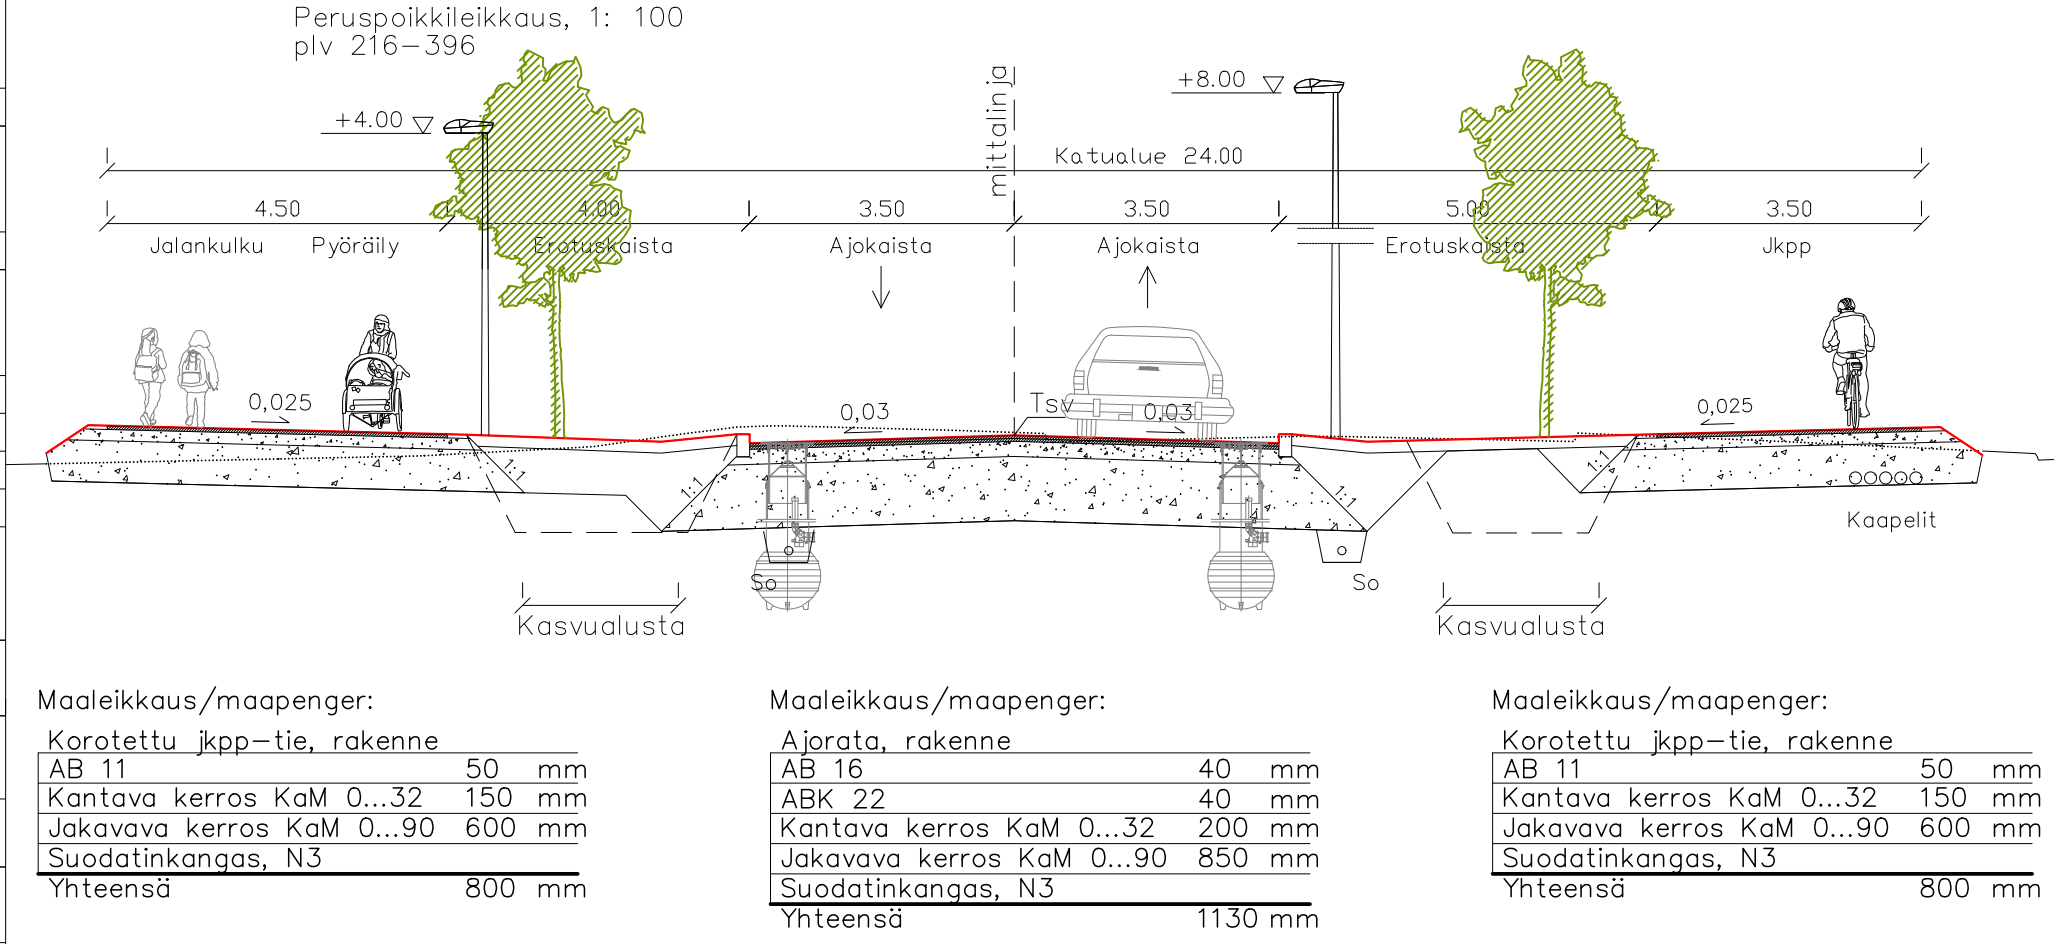 Peruspoikkileikkaus, 1: 100
plv 216-396
mittalinja
+4.00
+8.00
Katualue 24.00
4.50 4.00 3.50 3.50 5.00 3.50
Jalankulku Pyöräily Erotuskaista Ajokaista Ajokaista Erotuskaista Jkpp
0,025 0,03 Tsv 0,03 0,025
1:1 1:1 1:1 1:1
Kaapelit
So So
Kasvualusta Kasvualusta
Maaleikkaus/maapenger:
Korotettu jkpp-tie, rakenne
AB 11 50 mm
Kantava kerros KaM 0...32 150 mm
Jakavava kerros KaM 0...90 600 mm
Suodatinkangas, N3
Yhteensä 800 mm
Maaleikkaus/maapenger:
Ajorata, rakenne
AB 16 40 mm
ABK 22 40 mm
Kantava kerros KaM 0...32 200 mm
Jakavava kerros KaM 0...90 850 mm
Suodatinkangas, N3
Yhteensä 1130 mm
Maaleikkaus/maapenger:
Korotettu jkpp-tie, rakenne
AB 11 50 mm
Kantava kerros KaM 0...32 150 mm
Jakavava kerros KaM 0...90 600 mm
Suodatinkangas, N3
Yhteensä 800 mm